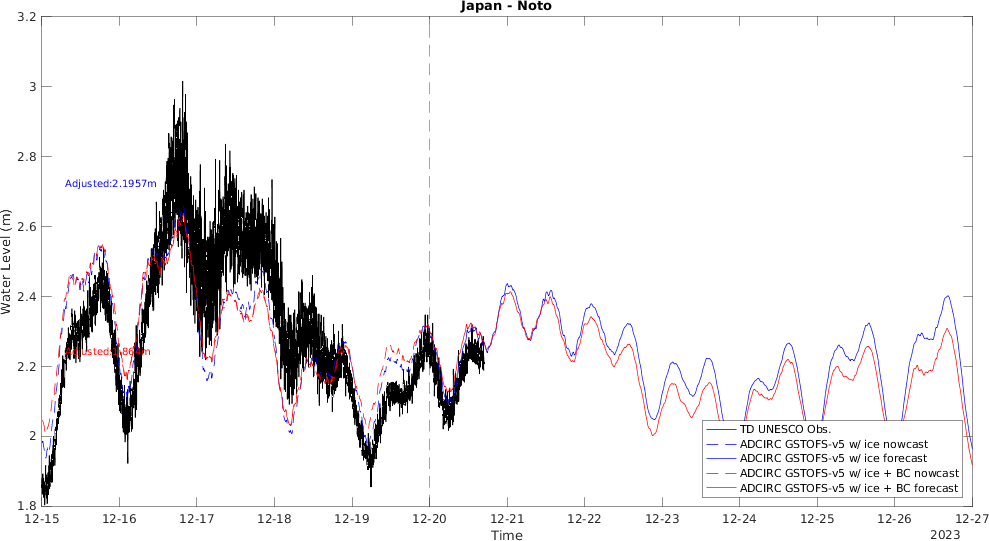 Japan - Noto
3.2
3
2.8
2.6
2.4
2.2
2
1.8
Water Level (m)
Adjusted:2.1957m
12-15
12-16
12-17
12-18
12-19
12-20
12-21
12-22
12-23
12-24
12-25
12-26
12-27
Time
2023
TD UNESCO Obs.
ADCIRC GSTOFS-v5 w/ ice nowcast
ADCIRC GSTOFS-v5 w/ ice forecast
ADCIRC GSTOFS-v5 w/ ice + BC nowcast
ADCIRC GSTOFS-v5 w/ ice + BC forecast